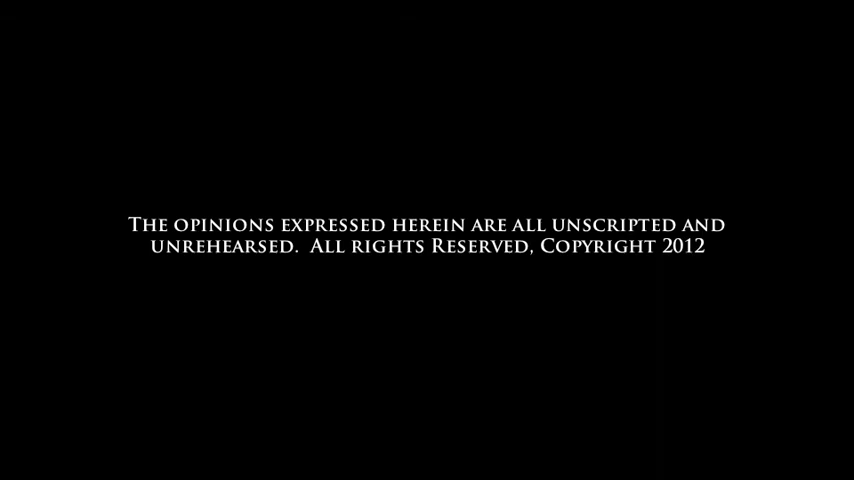 The opinions expressed herein are all unscripted and
unrehearsed.  All rights Reserved, Copyright 2012